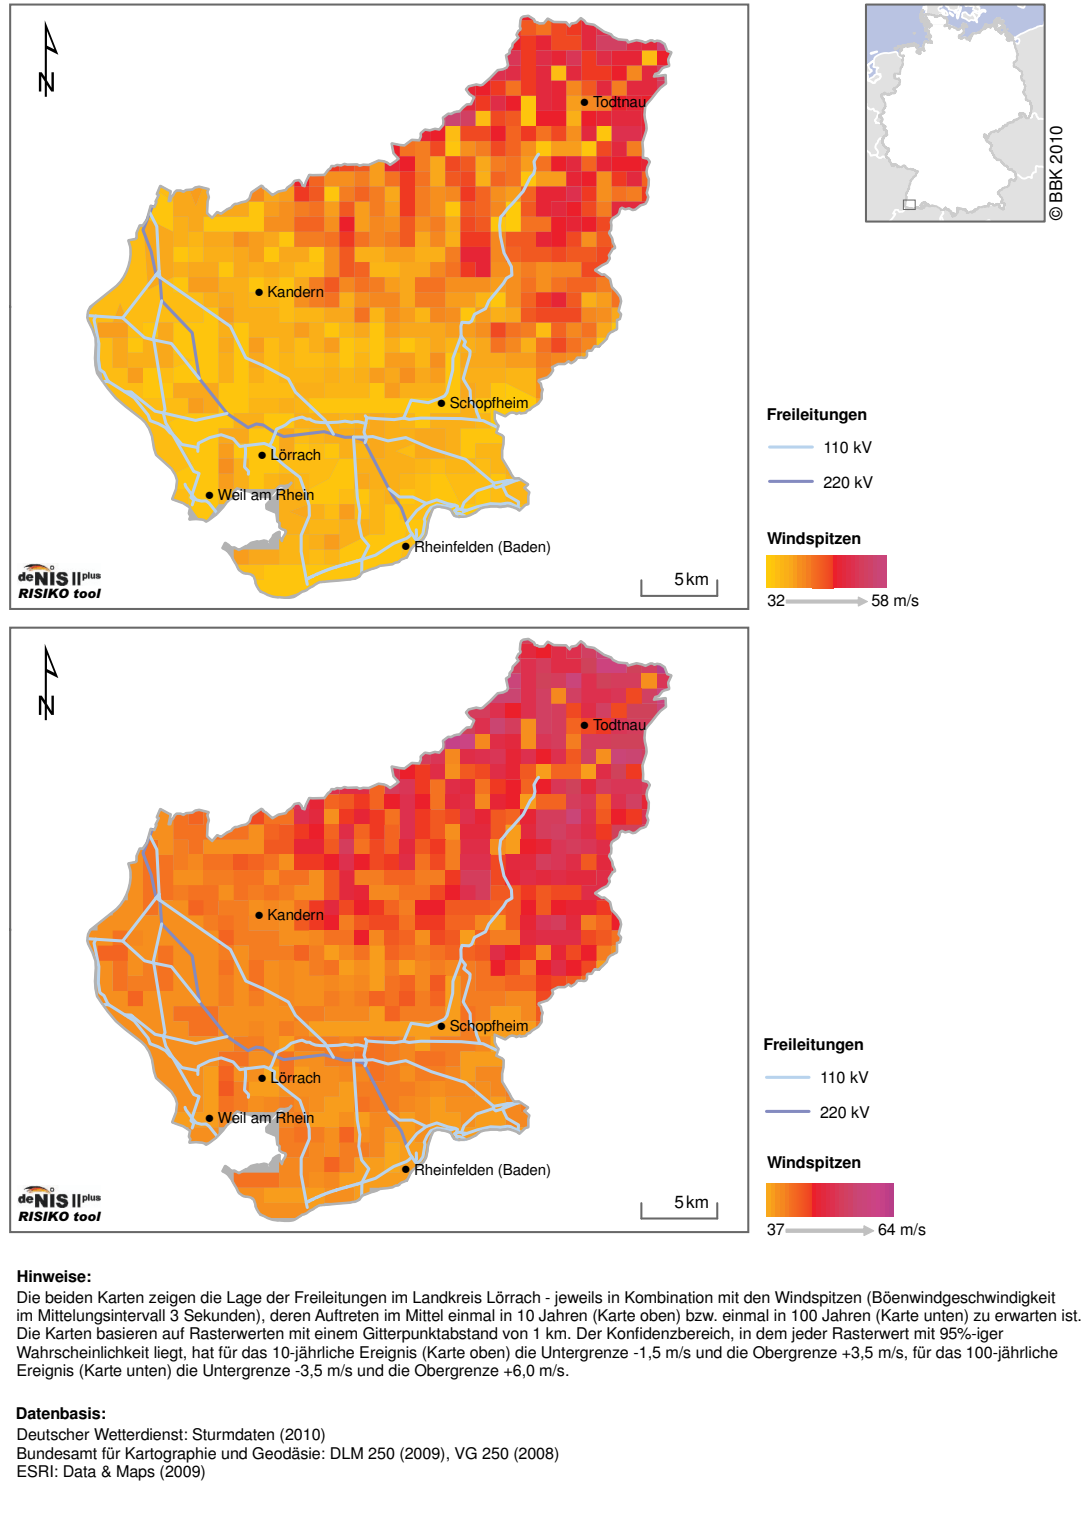 N
Todtnau
Kandern
Schopfheim
Lörrach
Weil am Rhein
Rheinfelden (Baden)
deNIS II plus
RISIKO tool
5 km
© BBK 2010
Freileitungen
110 kV
220 kV
Windspitzen
32 58 m/s
N
Todtnau
Kandern
Schopfheim
Lörrach
Weil am Rhein
Rheinfelden (Baden)
deNIS II plus
RISIKO tool
5 km
Freileitungen
110 kV
220 kV
Windspitzen
37 64 m/s
Hinweise:
Die beiden Karten zeigen die Lage der Freileitungen im Landkreis Lörrach - jeweils in Kombination mit den Windspitzen (Böenwindgeschwindigkeit
im Mittelungsintervall 3 Sekunden), deren Auftreten im Mittel einmal in 10 Jahren (Karte oben) bzw. einmal in 100 Jahren (Karte unten) zu erwarten ist.
Die Karten basieren auf Rasterwerten mit einem Gitterpunktabstand von 1 km. Der Konfidenzbereich, in dem jeder Rasterwert mit 95%-iger
Wahrscheinlichkeit liegt, hat für das 10-jährliche Ereignis (Karte oben) die Untergrenze -1,5 m/s und die Obergrenze +3,5 m/s, für das 100-jährliche
Ereignis (Karte unten) die Untergrenze -3,5 m/s und die Obergrenze +6,0 m/s.
Datenbasis:
Deutscher Wetterdienst: Sturmdaten (2010)
Bundesamt für Kartographie und Geodäsie: DLM 250 (2009), VG 250 (2008)
ESRI: Data & Maps (2009)